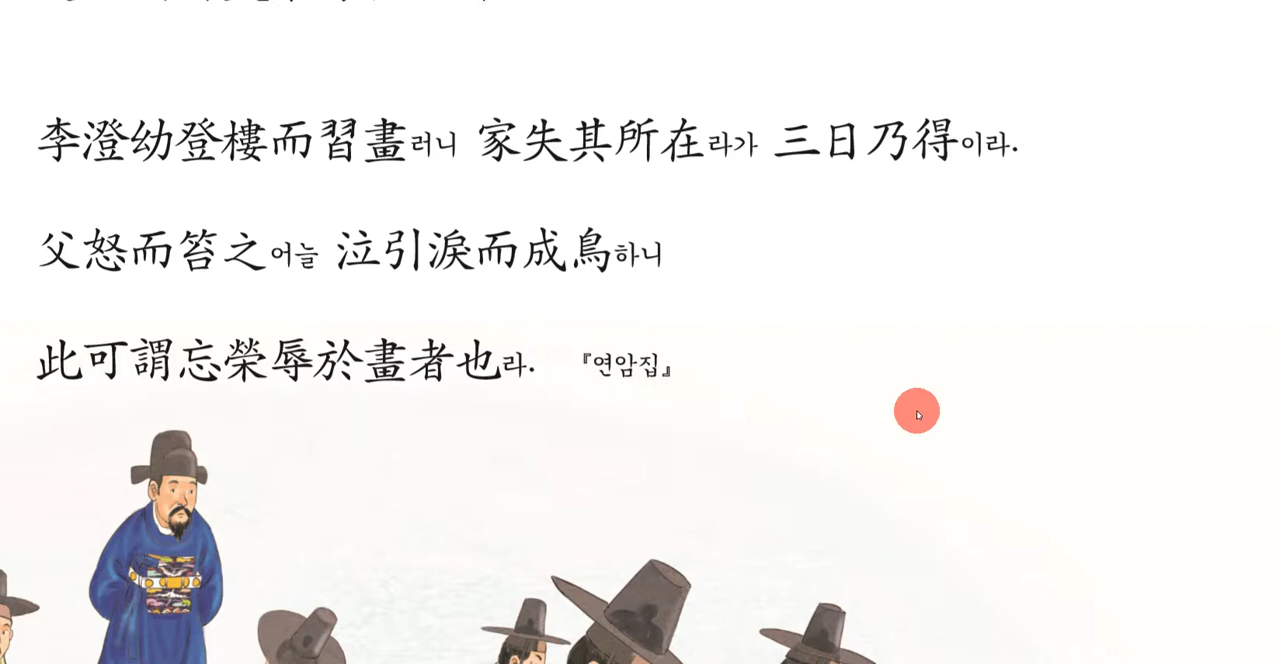 李澄幼登樓而習畫러니 家失其所在라가 三日乃得이라.
父怒而笞之어늘 泣引淚而成鳥하니
此可謂忘榮辱於畫者也라. 『연암집』